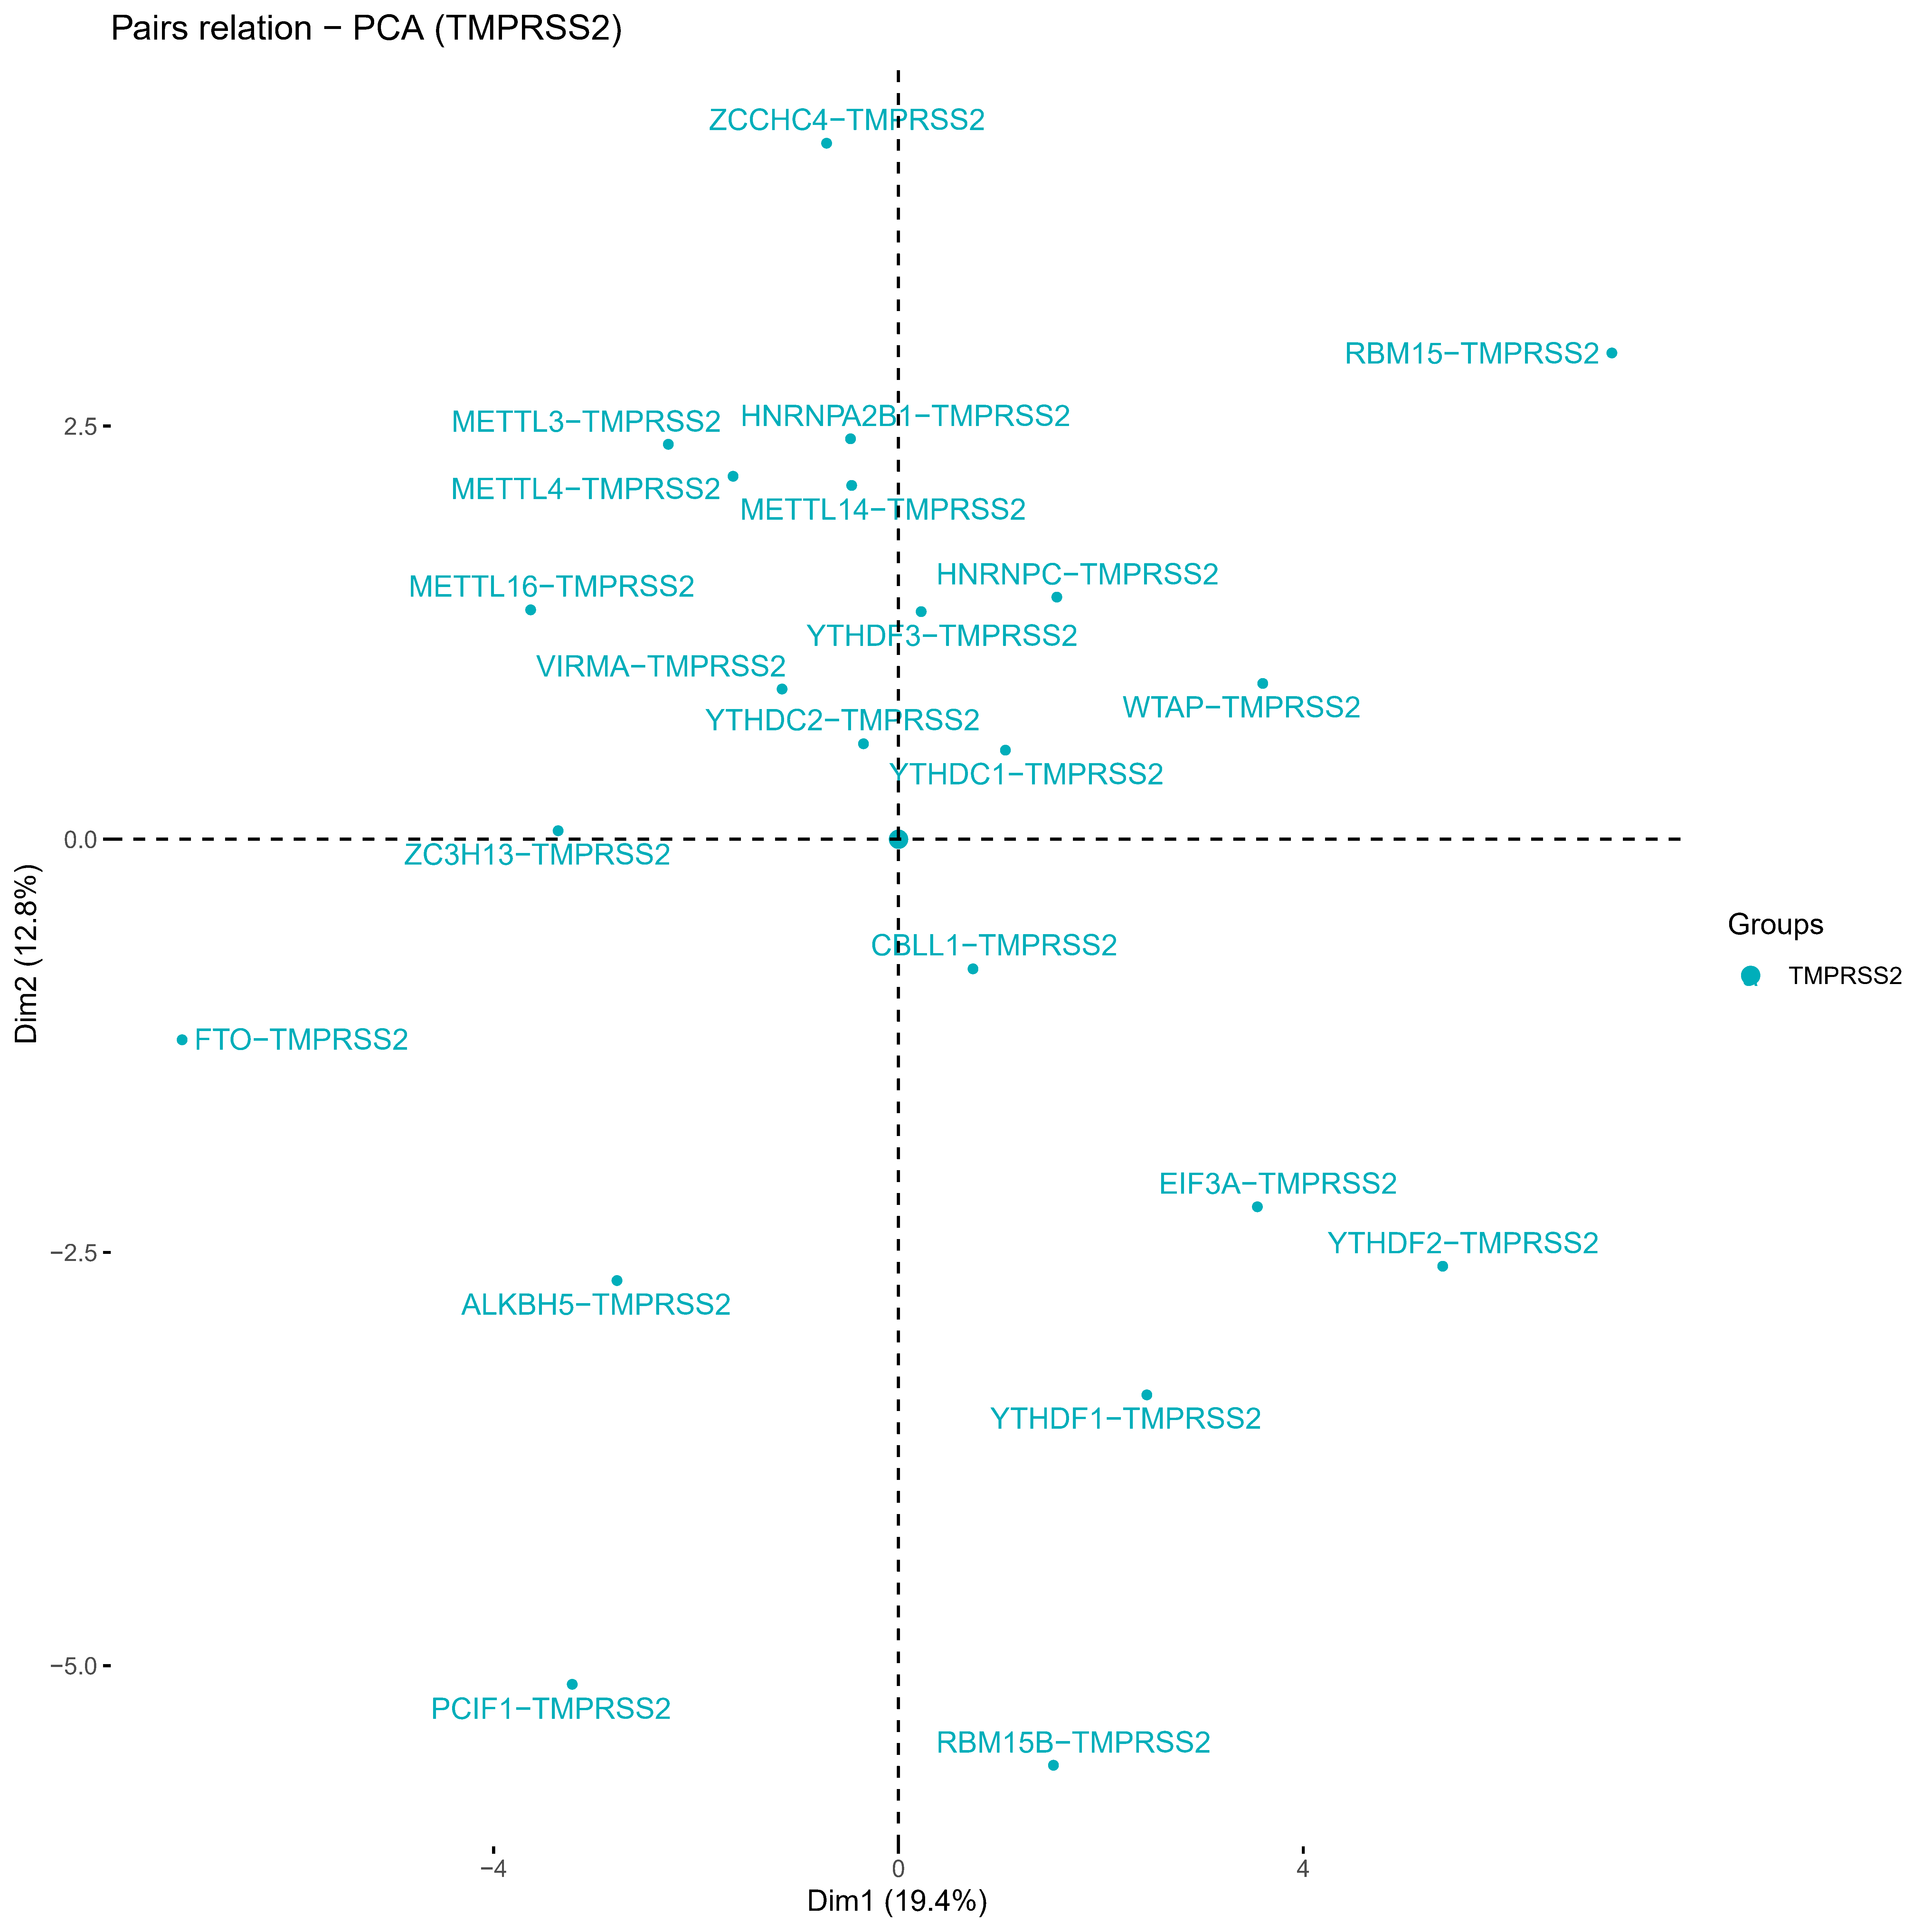 Pairs relation − PCA (TMPRSS2)
ZCCHC4−TMPRSS2
RBM15−TMPRSS2
METTL3−TMPRSS2
HNRNPA2B1−TMPRSS2
2.5
METTL4−TMPRSS2
METTL14−TMPRSS2
METTL16−TMPRSS2
HNRNPC−TMPRSS2
YTHDF3−TMPRSS2
VIRMA−TMPRSS2
WTAP−TMPRSS2
YTHDC2−TMPRSS2
YTHDC1−TMPRSS2
0.0
ZC3H13−TMPRSS2
Dim2 (12.8%)
Groups
TMPRSS2
CBLL1−TMPRSS2
FTO−TMPRSS2
EIF3A−TMPRSS2
YTHDF2−TMPRSS2
−2.5
ALKBH5−TMPRSS2
YTHDF1−TMPRSS2
−5.0
PCIF1−TMPRSS2
RBM15B−TMPRSS2
−4
0
4
Dim1 (19.4%)